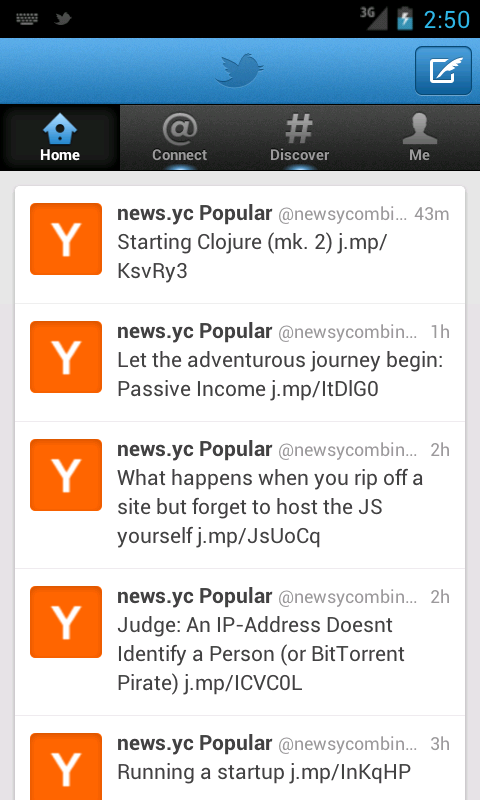 3G 2:50
Home Connect Discover Me
@ #
Y
news.yc Popular @newsycombi... 43m
Starting Clojure (mk. 2) j.mp/
KsvRy3
Y
news.yc Popular @newsycombin... 1h
Let the adventurous journey begin:
Passive Income j.mp/ItDlG0
Y
news.yc Popular @newsycombin... 2h
What happens when you rip off a
site but forget to host the JS
yourself j.mp/JsUoCq
Y
news.yc Popular @newsycombin... 2h
Judge: An IP-Address Doesnt
Identify a Person (or BitTorrent
Pirate) j.mp/ICVC0L
Y
news.yc Popular @newsycombin... 3h
Running a startup j.mp/InKqHP